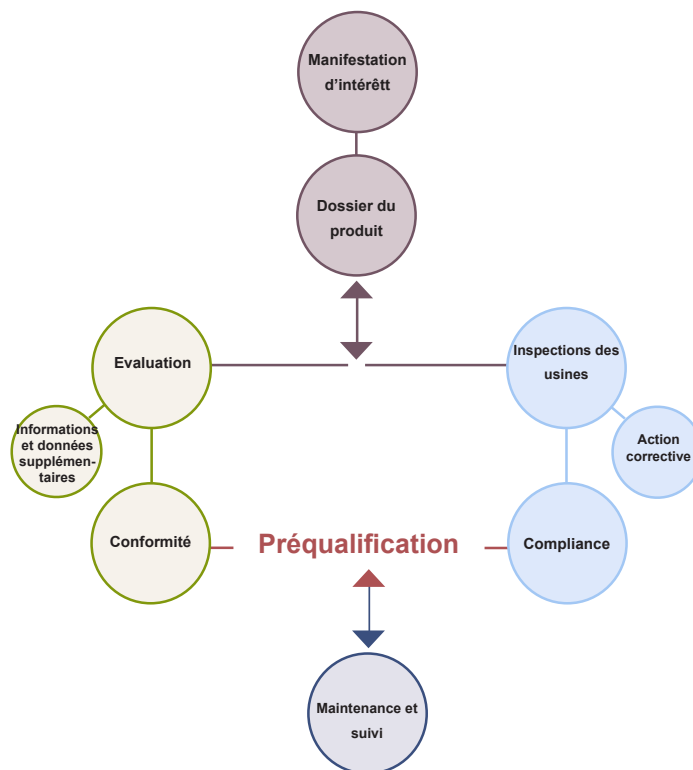 Manifestation
d’intérêtt
Dossier du
produit
Evaluation
Inspections des
usines
Informations
et données
supplémen-
taires
Action
corrective
Conformité
Préqualification
Compliance
Maintenance et
suivi